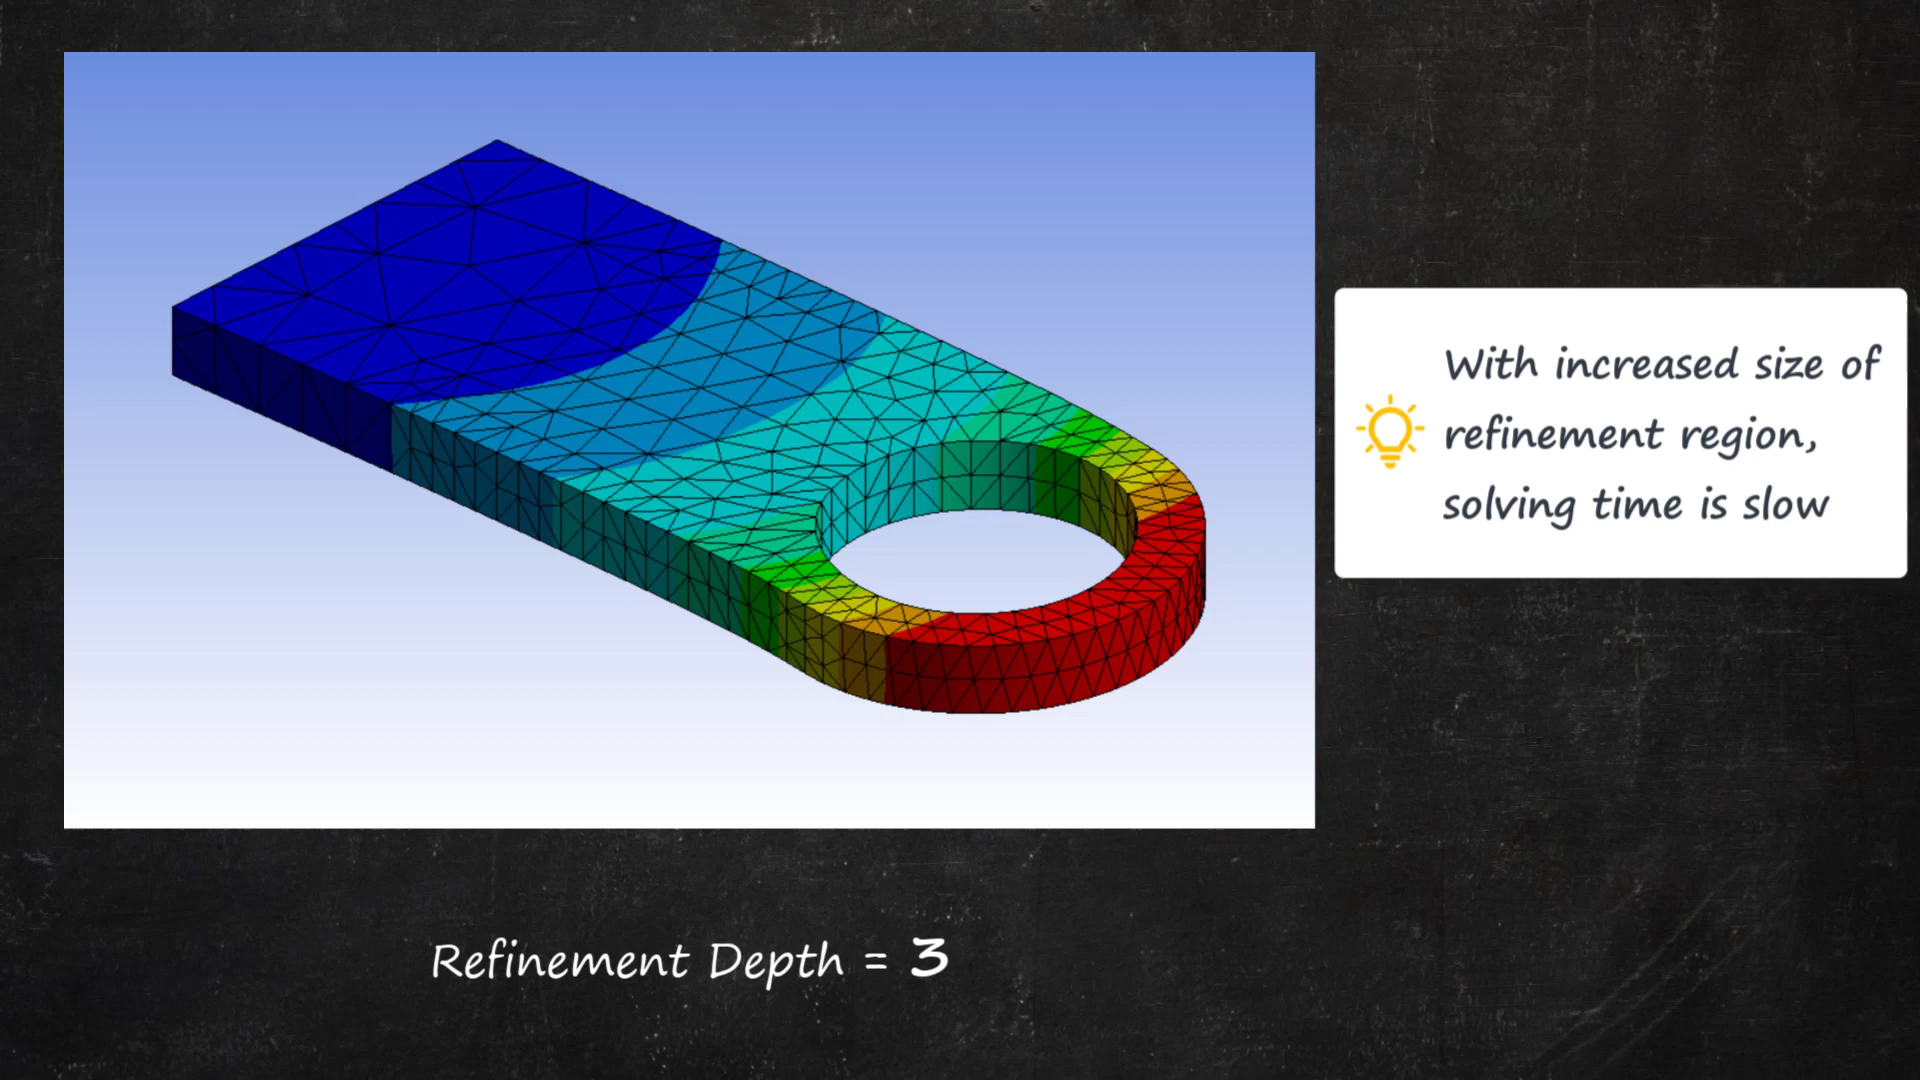 With increased size of
refinement region,
solving time is slow
Refinement Depth = 3